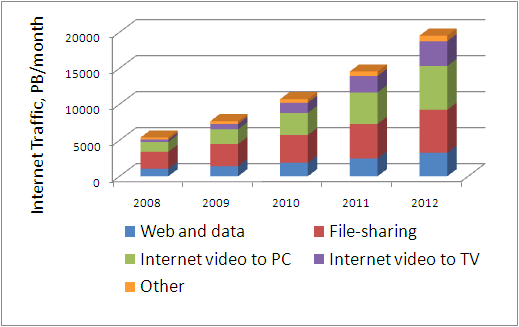 Internet Traffic, PB/month
20000
15000
10000
5000
0
2008 2009 2010 2011 2012
Web and data File-sharing
Internet video to PC Internet video to TV
Other